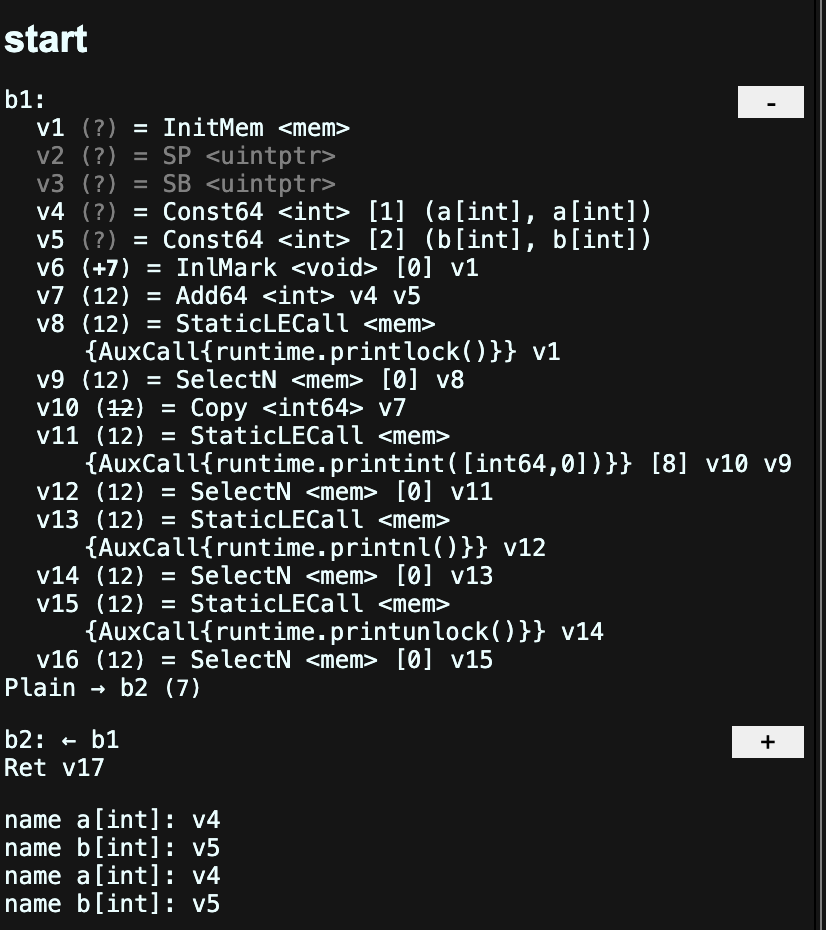 start
b1:
-
v1 (?) = InitMem <mem>
v2 (?) = SP <uintptr>
v3 (?) = SB <uintptr>
v4 (?) = Const64 <int> [1] (a[int], a[int])
v5 (?) = Const64 <int> [2] (b[int], b[int])
v6 (+7) = InlMark <void> [0] v1
v7 (12) = Add64 <int> v4 v5
v8 (12) = StaticLECall <mem>
{AuxCall{runtime.printlock()}} v1
v9 (12) = SelectN <mem> [0] v8
v10 (12) = Copy <int64> v7
v11 (12) = StaticLECall <mem>
{AuxCall{runtime.printint([int64,0])}} [8] v10 v9
v12 (12) = SelectN <mem> [0] v11
v13 (12) = StaticLECall <mem>
{AuxCall{runtime.printnl()}} v12
v14 (12) = SelectN <mem> [0] v13
v15 (12) = StaticLECall <mem>
{AuxCall{runtime.printunlock()}} v14
v16 (12) = SelectN <mem> [0] v15
Plain → b2 (7)
b2: ← b1
+
Ret v17
name a[int]: v4
name b[int]: v5
name a[int]: v4
name b[int]: v5